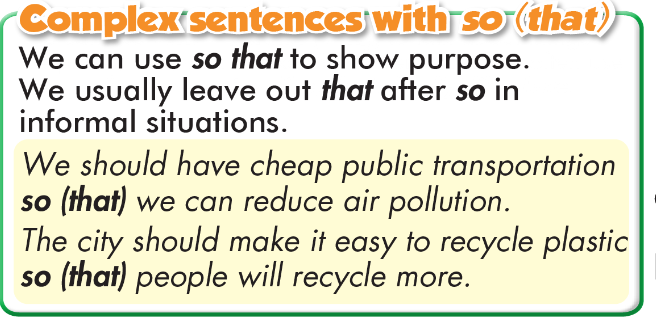 Complex sentences with so (that)
We can use so that to show purpose.
We usually leave out that after so in
informal situations.
We should have cheap public transportation
so (that) we can reduce air pollution.
The city should make it easy to recycle plastic
so (that) people will recycle more.